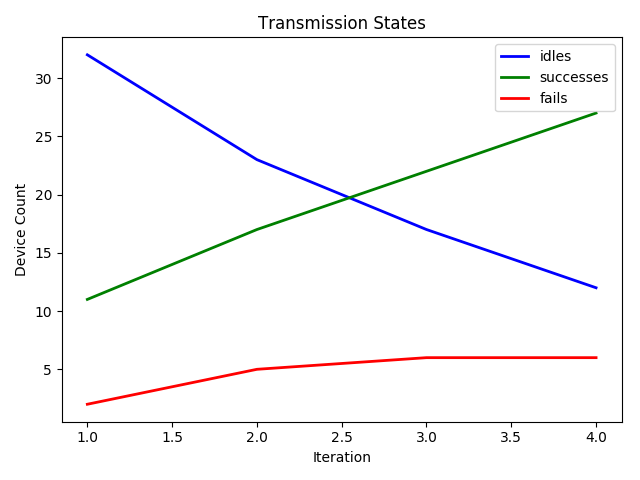 Transmission States
idles
successes
fails
30
25
20
15
10
5
Device Count
1.0 1.5 2.0 2.5 3.0 3.5 4.0
Iteration